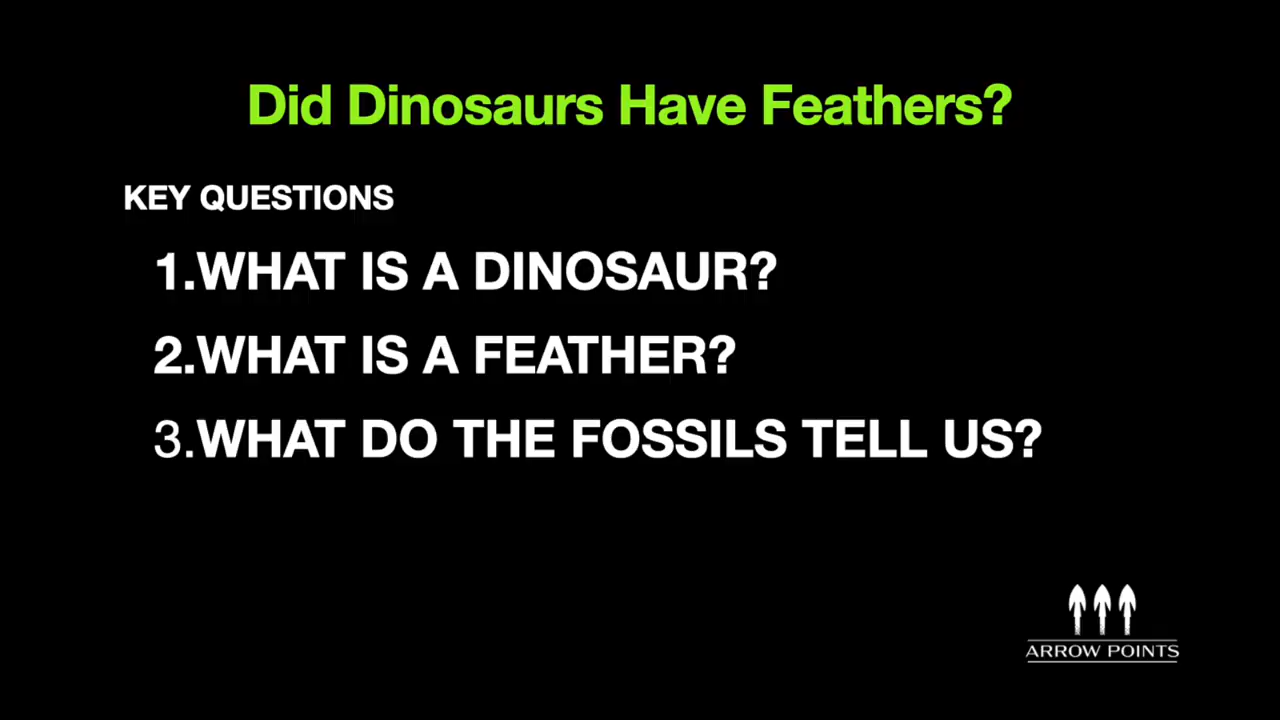 Did Dinosaurs Have Feathers?
KEY QUESTIONS
1.WHAT IS A DINOSAUR?
2.WHAT IS A FEATHER?
3.WHAT DO THE FOSSILS TELL US?
ARROW POINTS